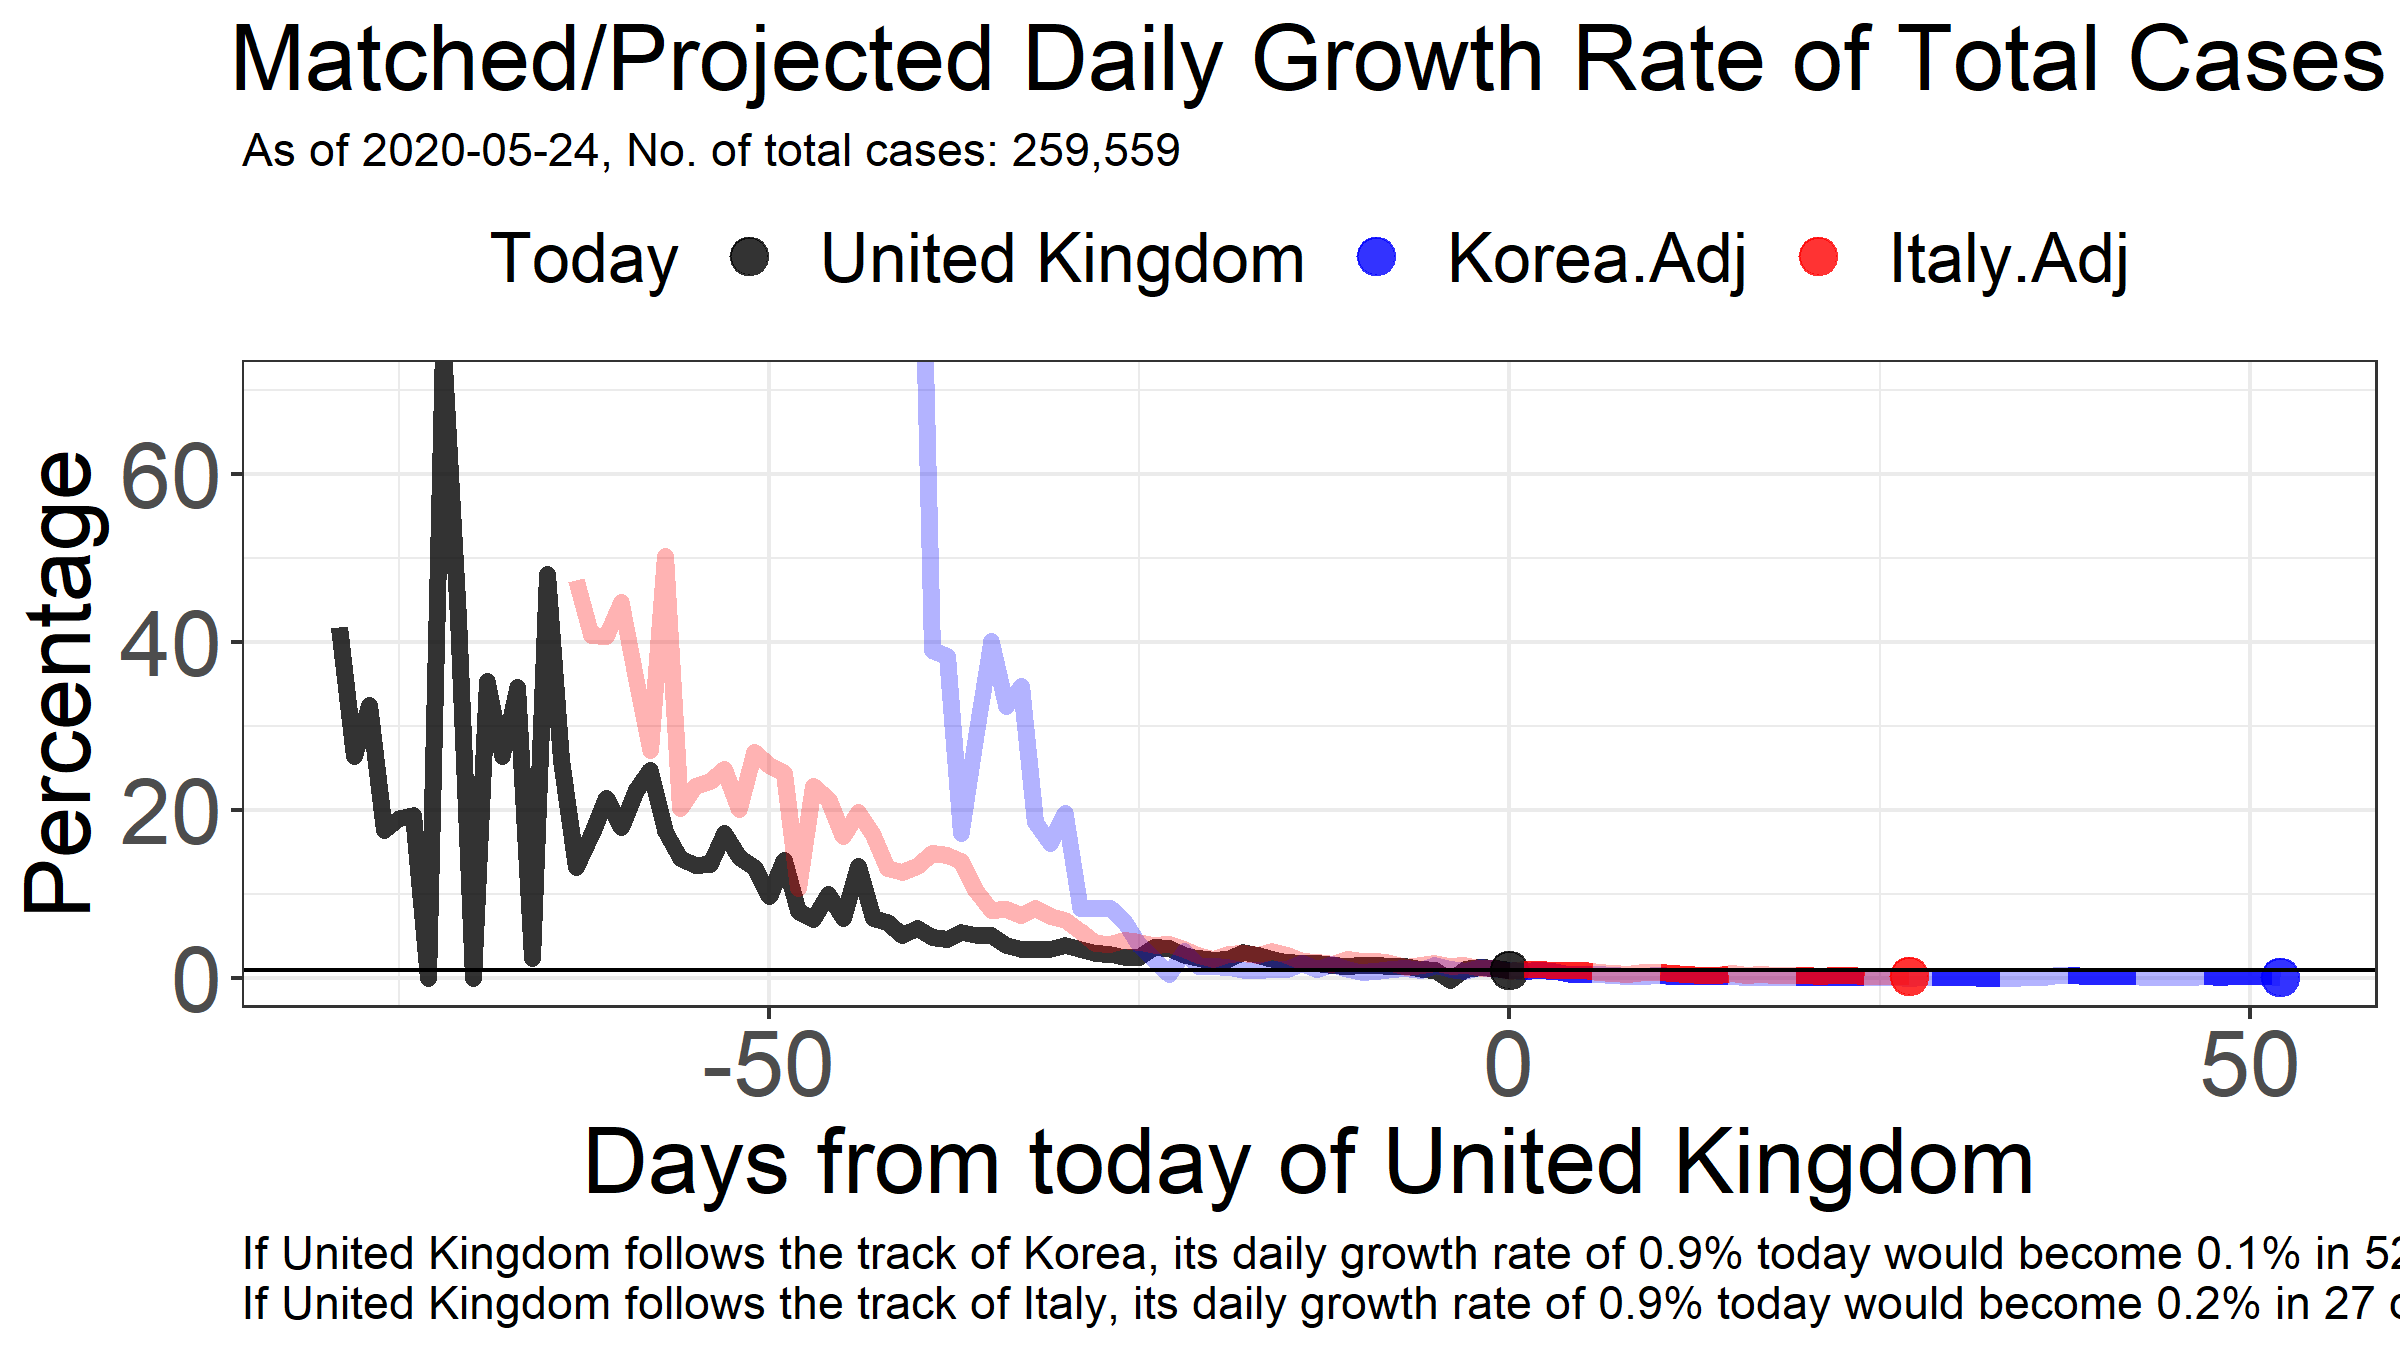 Matched/Projected Daily Growth Rate of Total Cases
As of 2020-05-24, No. of total cases: 259,559
Today United Kingdom Korea.Adj Italy.Adj
Percentage
60
40
20
0
-50 0 50
Days from today of United Kingdom
If United Kingdom follows the track of Korea, its daily growth rate of 0.9% today would become 0.1% in 52
If United Kingdom follows the track of Italy, its daily growth rate of 0.9% today would become 0.2% in 27